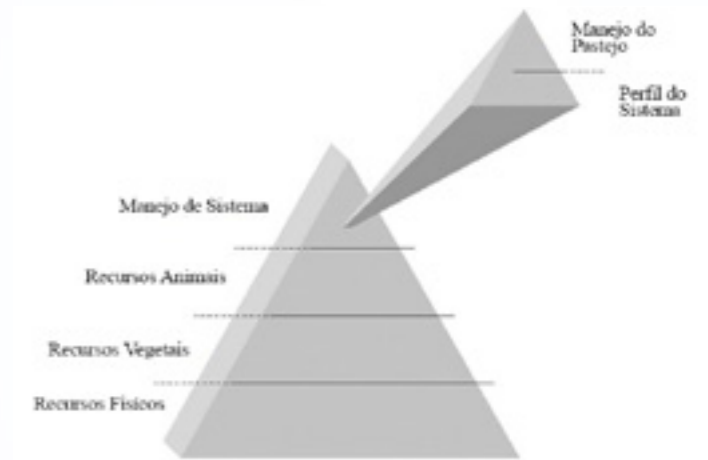 Manejo do
Pastejo
Perfil do
Sistema
Manejo de Sistema
Recursos Animais
Recursos Vegetais
Recursos Físicos